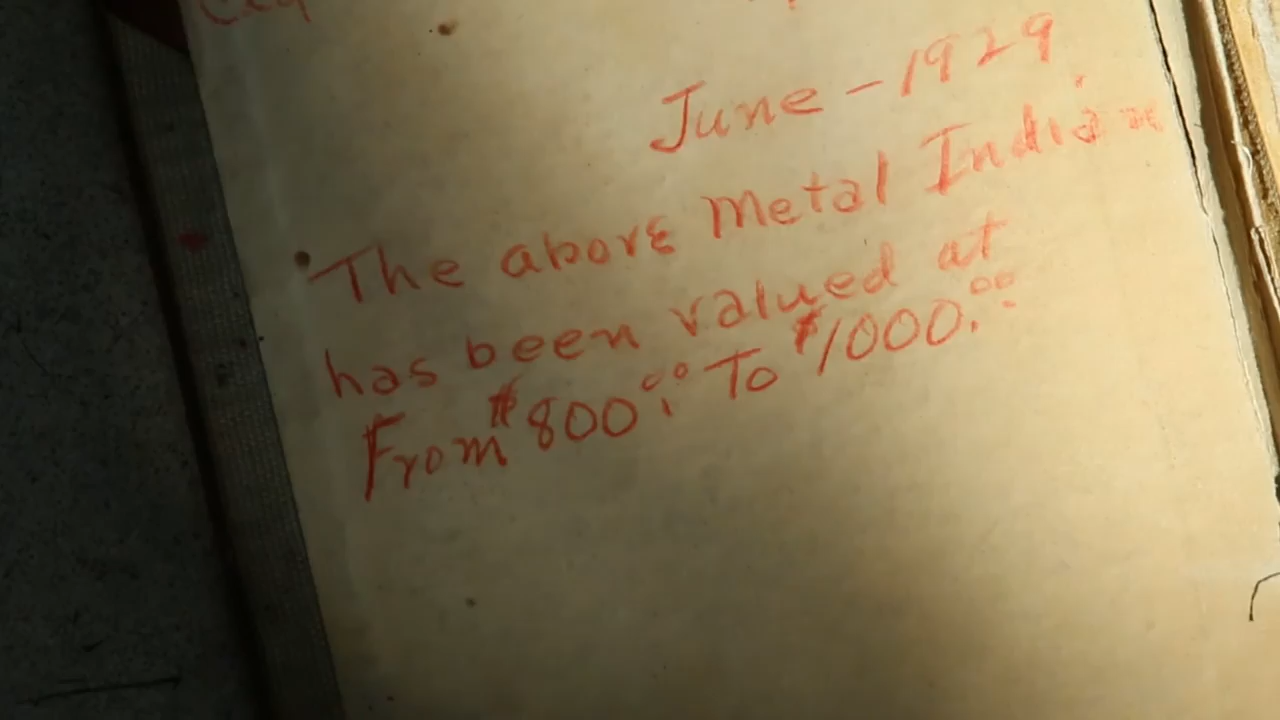 June - 1929
The above Metal Indian
has been valued at
From $800.00 To $1000.00